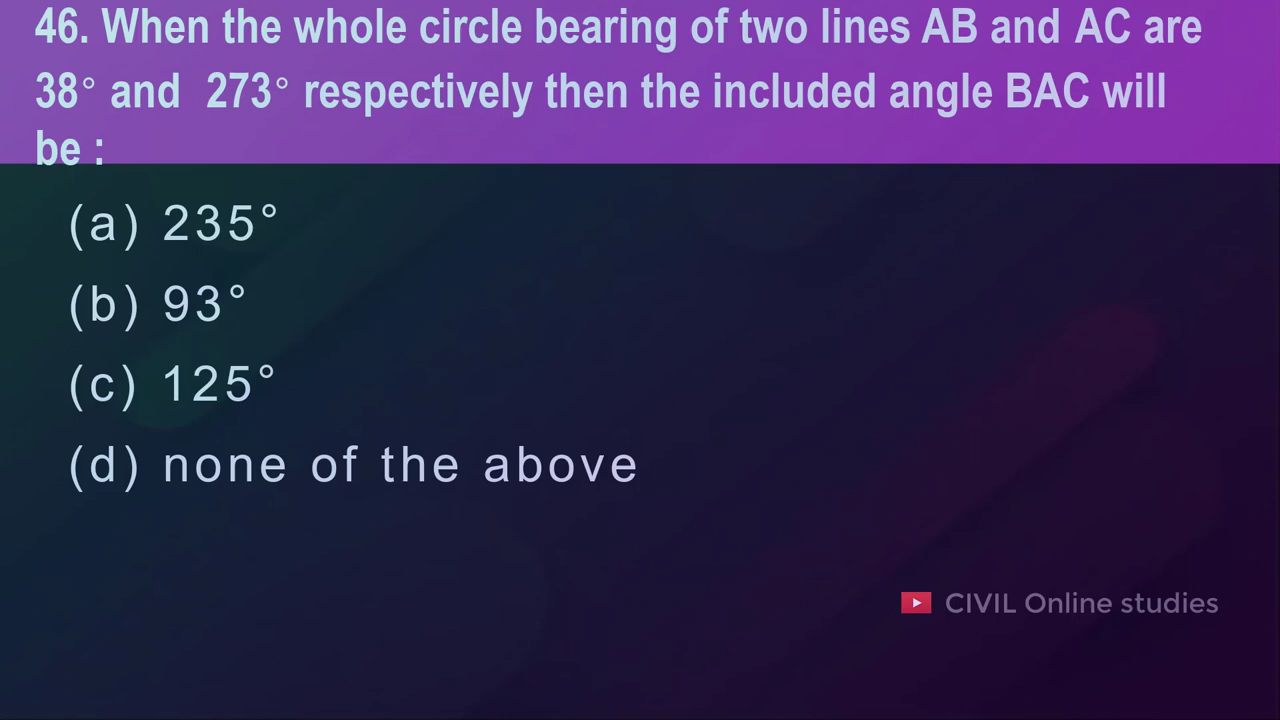 46. When the whole circle bearing of two lines AB and AC are
38° and 273° respectively then the included angle BAC will
be :
(a) 235°
(b) 93°
(c) 125°
(d) none of the above
CIVIL Online studies